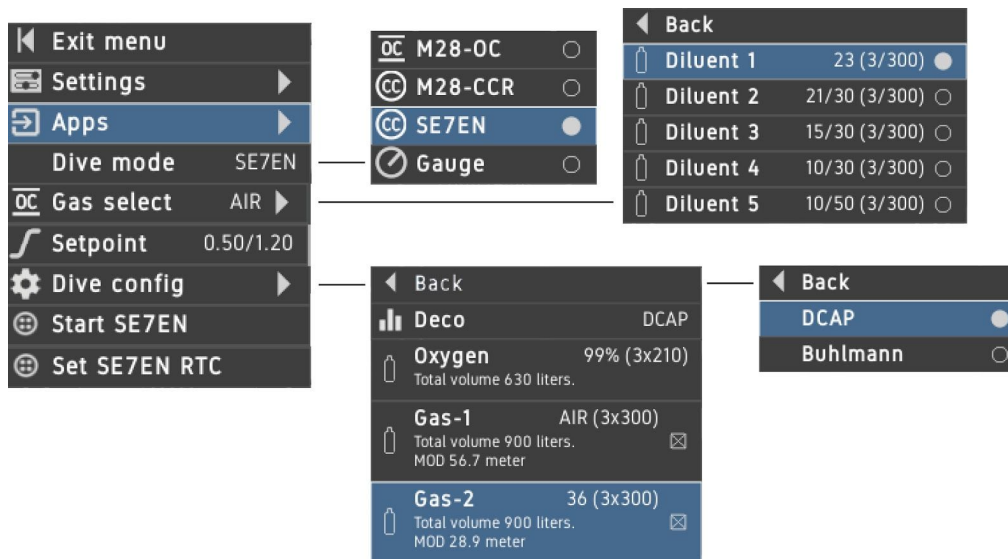 Exit menu
Settings
Apps
Dive mode SE7EN
OC Gas select AIR
Setpoint 0.50/1.20
Dive config
Start SE7EN
Set SE7EN RTC
OC M28-OC
CC M28-CCR
CC SE7EN
Gauge
Back
Diluent 1 23 (3/300)
Diluent 2 21/30 (3/300)
Diluent 3 15/30 (3/300)
Diluent 4 10/30 (3/300)
Diluent 5 10/50 (3/300)
Back
Deco DCAP
Oxygen 99% (3x210)
Total volume 630 liters.
Gas-1 AIR (3x300)
Total volume 900 liters.
MOD 56.7 meter
Gas-2 36 (3x300)
Total volume 900 liters.
MOD 28.9 meter
Back
DCAP
Buhlmann